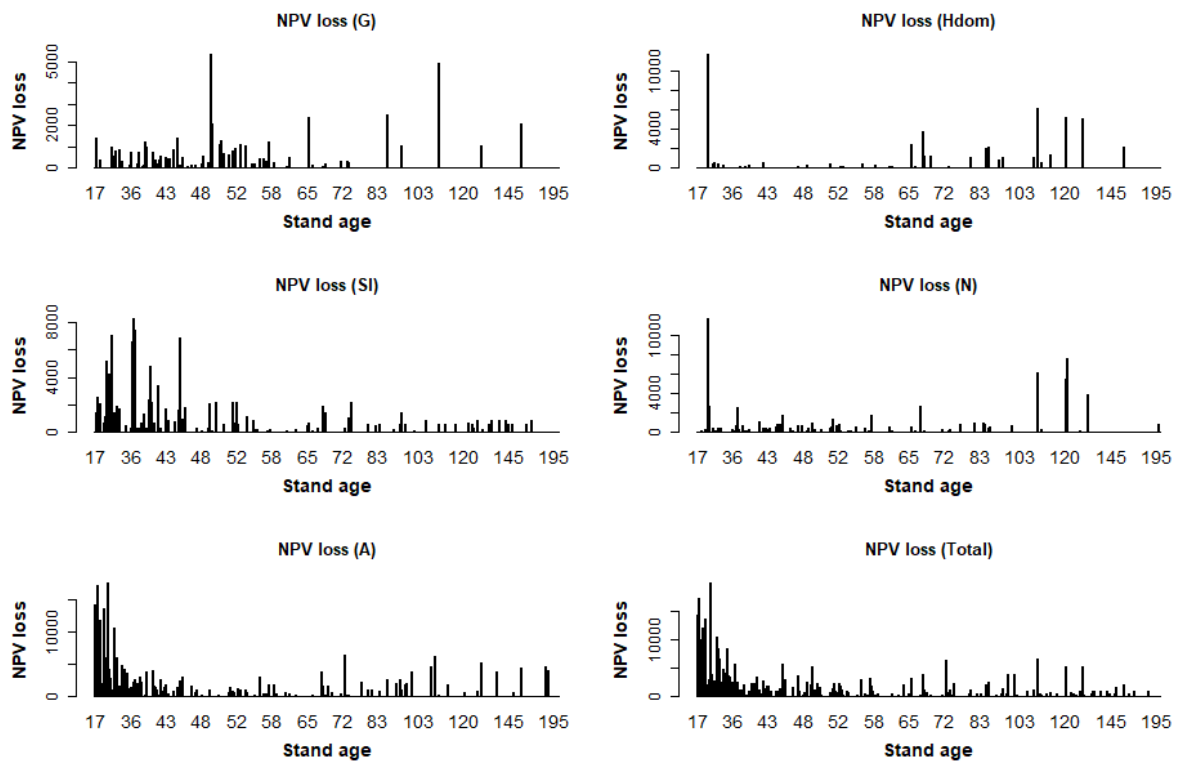 NPV loss (G)
NPV loss
0 2000 5000
17 36 43 48 52 58 65 72 83 103 120 145 195
Stand age
NPV loss (Hdom)
NPV loss
0 4000 10000
17 36 43 48 52 58 65 72 83 103 120 145 195
Stand age
NPV loss (SI)
NPV loss
0 4000 8000
17 36 43 48 52 58 65 72 83 103 120 145 195
Stand age
NPV loss (N)
NPV loss
0 4000 10000
17 36 43 48 52 58 65 72 83 103 120 145 195
Stand age
NPV loss (A)
NPV loss
0 10000
17 36 43 48 52 58 65 72 83 103 120 145 195
Stand age
NPV loss (Total)
NPV loss
0 10000
17 36 43 48 52 58 65 72 83 103 120 145 195
Stand age